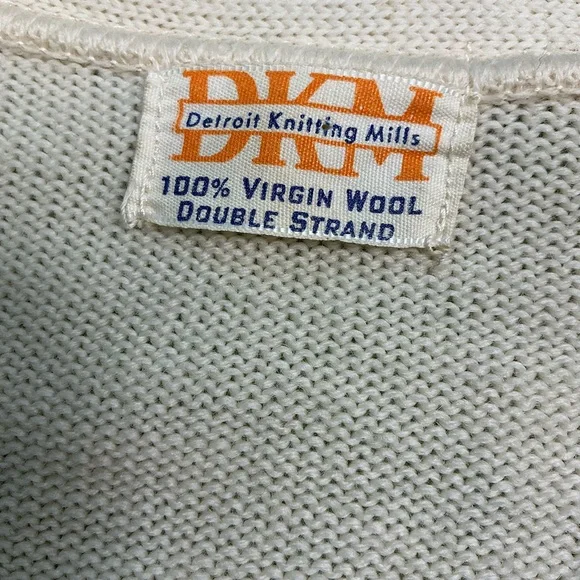 DKM
Detroit Knitting Mills
100% VIRGIN WOOL
DOUBLE STRAND